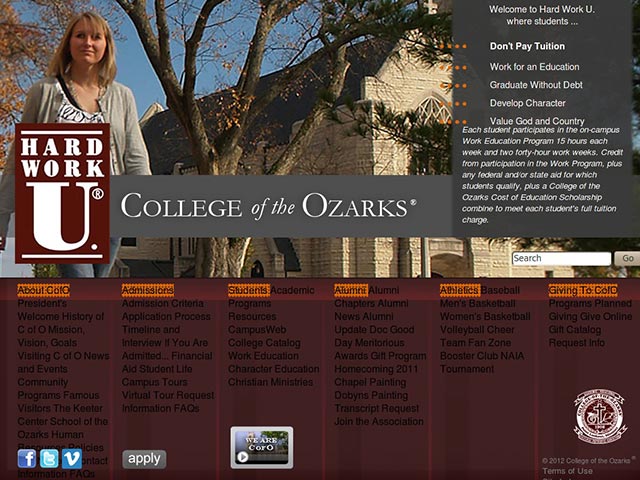 Welcome to Hard Work U.
where students ...
Don't Pay Tuition
Work for an Education
Graduate Without Debt
Develop Character
Value God and Country
Each student participates in the on-campus
Work Education Program 15 hours each
week and two forty-hour work weeks. Credit
from participation in the Work Program, plus
any federal and/or state aid for which
students qualify, plus a College of the
Ozarks Cost of Education Scholarship
combine to meet each student's full tuition
charge.
HARD
WORK
U.®
COLLEGE of the OZARKS®
Search
Go
About CofO
President's
Welcome History of
C of O Mission,
Vision, Goals
Visiting C of O News
and Events
Community
Programs Famous
Visitors The Keeter
Center School of the
Ozarks Human
Resources Policies
Contact
Information FAQs
Admissions
Admission Criteria
Application Process
Timeline and
Interview If You Are
Admitted... Financial
Aid Student Life
Campus Tours
Virtual Tour Request
Information FAQs
apply
Students Academic
Programs
Resources
CampusWeb
College Catalog
Work Education
Character Education
Christian Ministries
WE ARE
CofO
Alumni Alumni
Chapters Alumni
News Alumni
Update Doc Good
Day Meritorious
Awards Gift Program
Homecoming 2011
Chapel Painting
Dobyns Painting
Transcript Request
Join the Association
Athletics Baseball
Men's Basketball
Women's Basketball
Volleyball Cheer
Team Fan Zone
Booster Club NAIA
Tournament
Giving To CofO
Programs Planned
Giving Give Online
Gift Catalog
Request Info
© 2012 College of the Ozarks®
Terms of Use